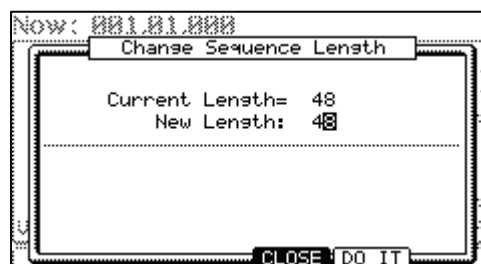 Now: 001.01.000
Change Sequence Length
Current Length= 48
New Length: 48
CLOSE DO IT